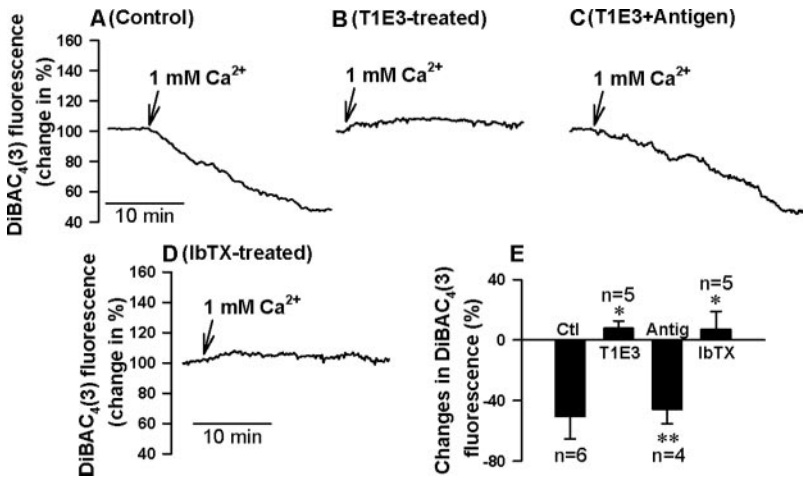 A (Control)
B (T1E3-treated)
C (T1E3+Antigen)
DiBAC₄(3) fluorescence
(change in %)
160
140
120
100
80
60
40
1 mM Ca²⁺
10 min
1 mM Ca²⁺
1 mM Ca²⁺
D (IbTX-treated)
DiBAC₄(3) fluorescence
(change in %)
160
140
120
100
80
60
40
1 mM Ca²⁺
10 min
E
Changes in DiBAC₄(3)
fluorescence (%)
40
0
-40
-80
n=5
*
n=5
*
Ctl
Antig
T1E3
IbTX
**
n=6
n=4